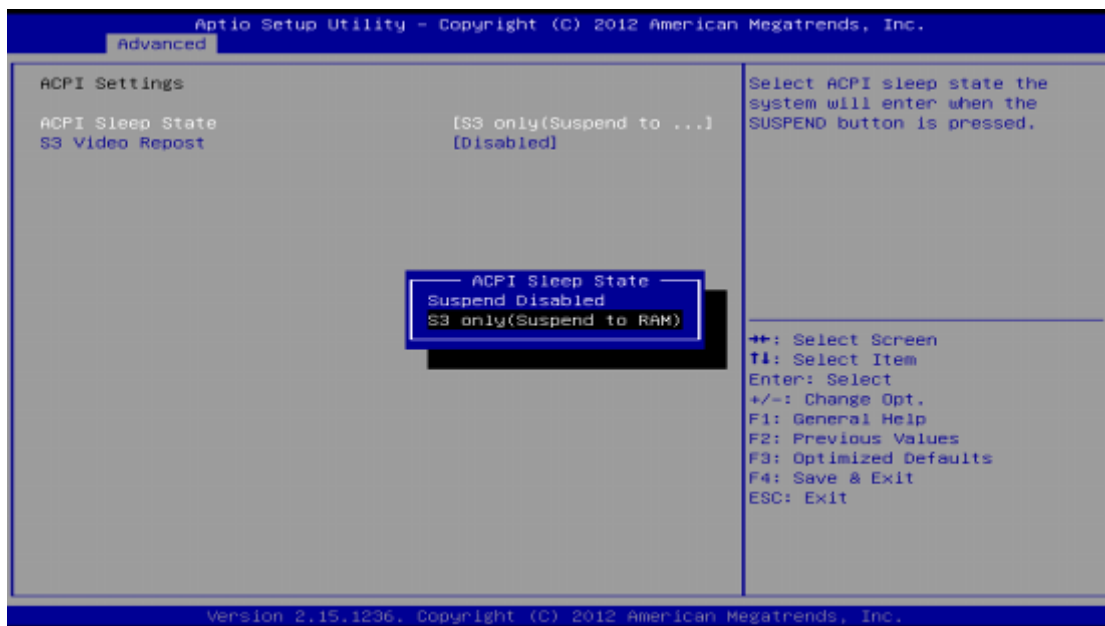 Aptio Setup Utility – Copyright (C) 2012 American Megatrends, Inc.
Advanced
ACPI Settings
ACPI Sleep State [S3 only(Suspend to ...]
S3 Video Repost [Disabled]
Select ACPI sleep state the
system will enter when the
SUSPEND button is pressed.
ACPI Sleep State
Suspend Disabled
S3 only(Suspend to RAM)
→←: Select Screen
↑↓: Select Item
Enter: Select
+/-: Change Opt.
F1: General Help
F2: Previous Values
F3: Optimized Defaults
F4: Save & Exit
ESC: Exit
Version 2.15.1236. Copyright (C) 2012 American Megatrends, Inc.